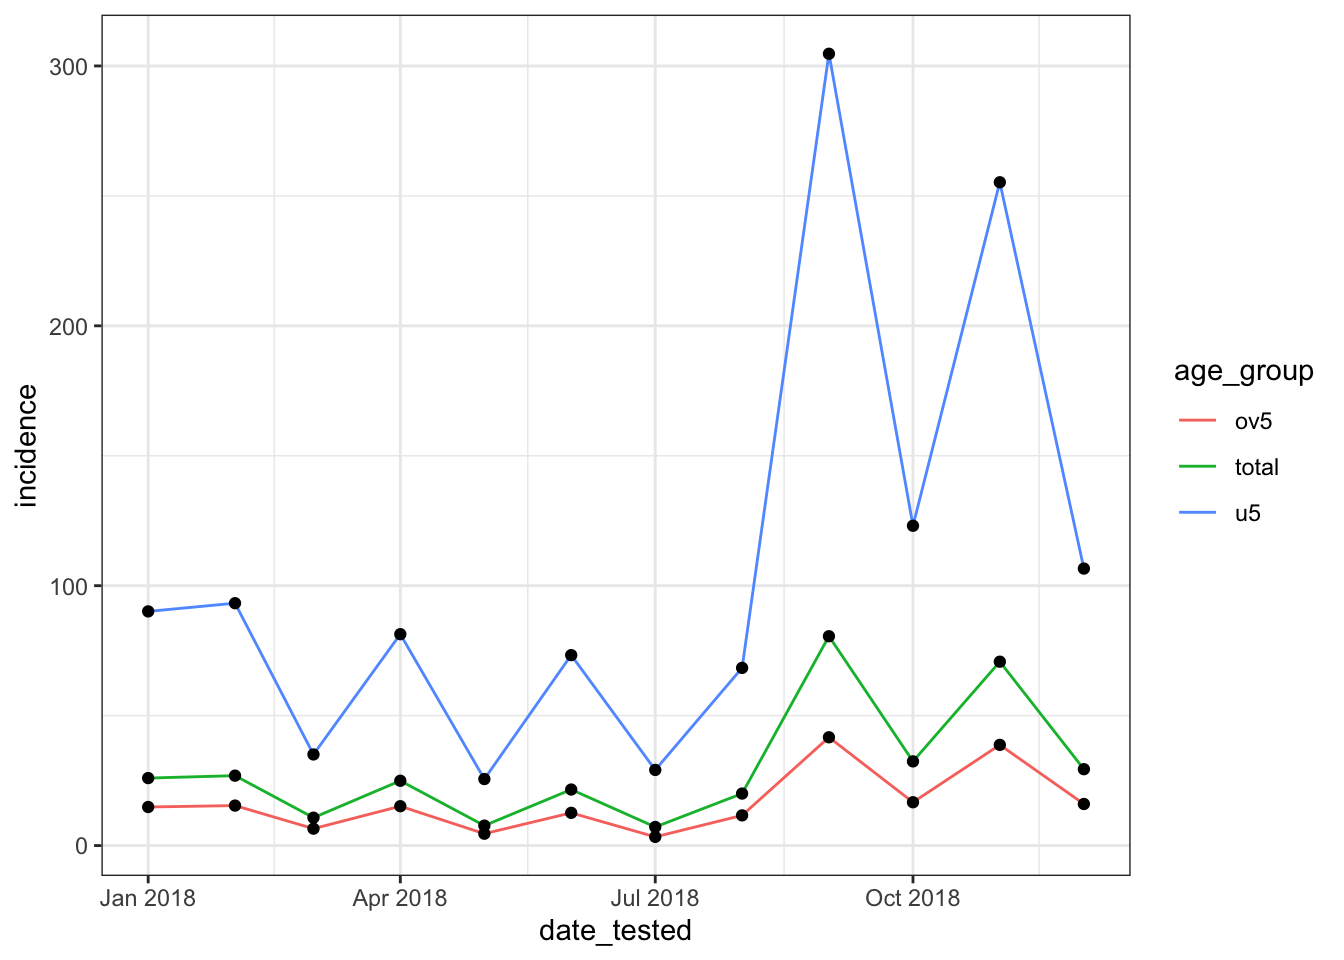 300
200
100
0
incidence
Jan 2018
Apr 2018
Jul 2018
Oct 2018
date_tested
age_group
ov5
total
u5